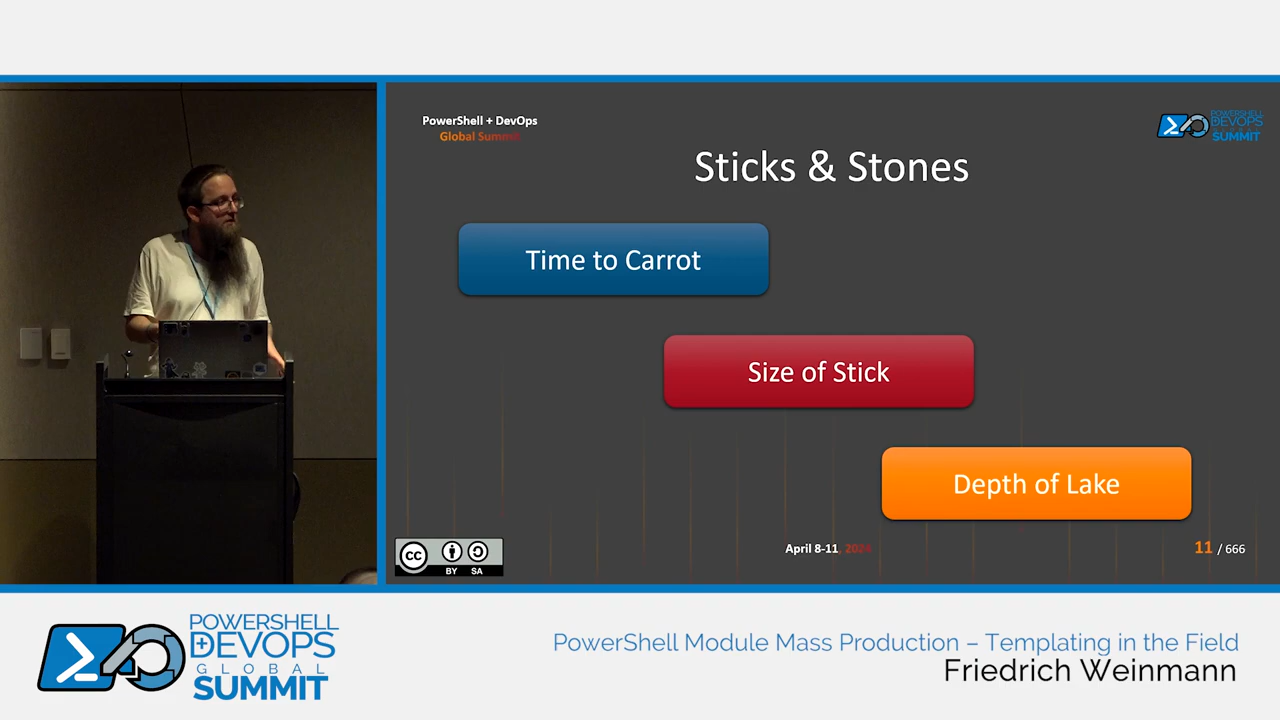 PowerShell + DevOps
Global Summit
POWERSHELL
DEVOPS
SUMMIT
Sticks & Stones
Time to Carrot
Size of Stick
Depth of Lake
cc
BY SA
April 8-11, 2024
11 / 666
POWERSHELL
DEVOPS
GLOBAL
SUMMIT
PowerShell Module Mass Production – Templating in the Field
Friedrich Weinmann